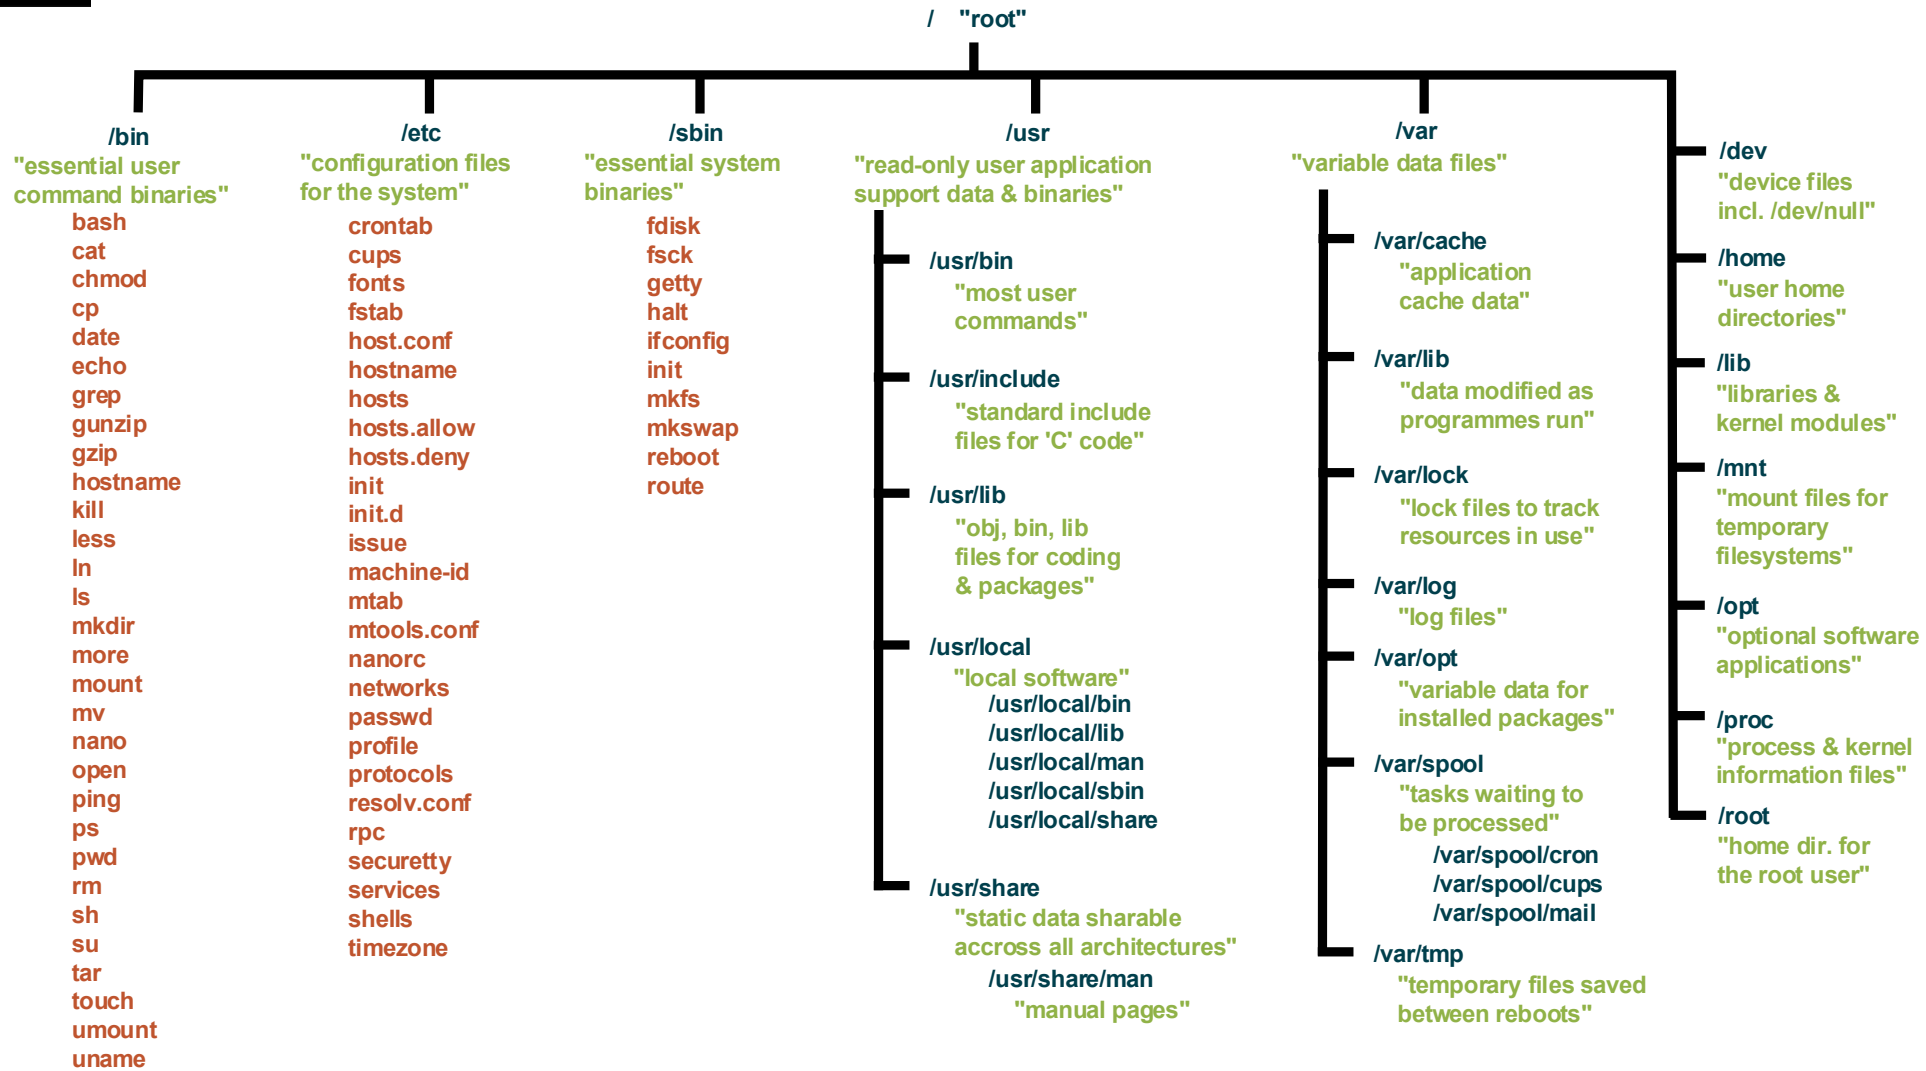 / "root"
/bin
"essential user
command binaries"
bash
cat
chmod
cp
date
echo
grep
gunzip
gzip
hostname
kill
less
ln
ls
mkdir
more
mount
mv
nano
open
ping
ps
pwd
rm
sh
su
tar
touch
umount
uname
/etc
"configuration files
for the system"
crontab
cups
fonts
fstab
host.conf
hostname
hosts
hosts.allow
hosts.deny
init
init.d
issue
machine-id
mtab
mtools.conf
nanorc
networks
passwd
profile
protocols
resolv.conf
rpc
securetty
services
shells
timezone
/sbin
"essential system
binaries"
fdisk
fsck
getty
halt
ifconfig
init
mkfs
mkswap
reboot
route
/usr
"read-only user application
support data & binaries"
/usr/bin
"most user
commands"
/usr/include
"standard include
files for 'C' code"
/usr/lib
"obj, bin, lib
files for coding
& packages"
/usr/local
"local software"
/usr/local/bin
/usr/local/lib
/usr/local/man
/usr/local/sbin
/usr/local/share
/usr/share
"static data sharable
accross all architectures"
/usr/share/man
"manual pages"
/var
"variable data files"
/var/cache
"application
cache data"
/var/lib
"data modified as
programmes run"
/var/lock
"lock files to track
resources in use"
/var/log
"log files"
/var/opt
"variable data for
installed packages"
/var/spool
"tasks waiting to
be processed"
/var/spool/cron
/var/spool/cups
/var/spool/mail
/var/tmp
"temporary files saved
between reboots"
/dev
"device files
incl. /dev/null"
/home
"user home
directories"
/lib
"libraries &
kernel modules"
/mnt
"mount files for
temporary
filesystems"
/opt
"optional software
applications"
/proc
"process & kernel
information files"
/root
"home dir. for
the root user"